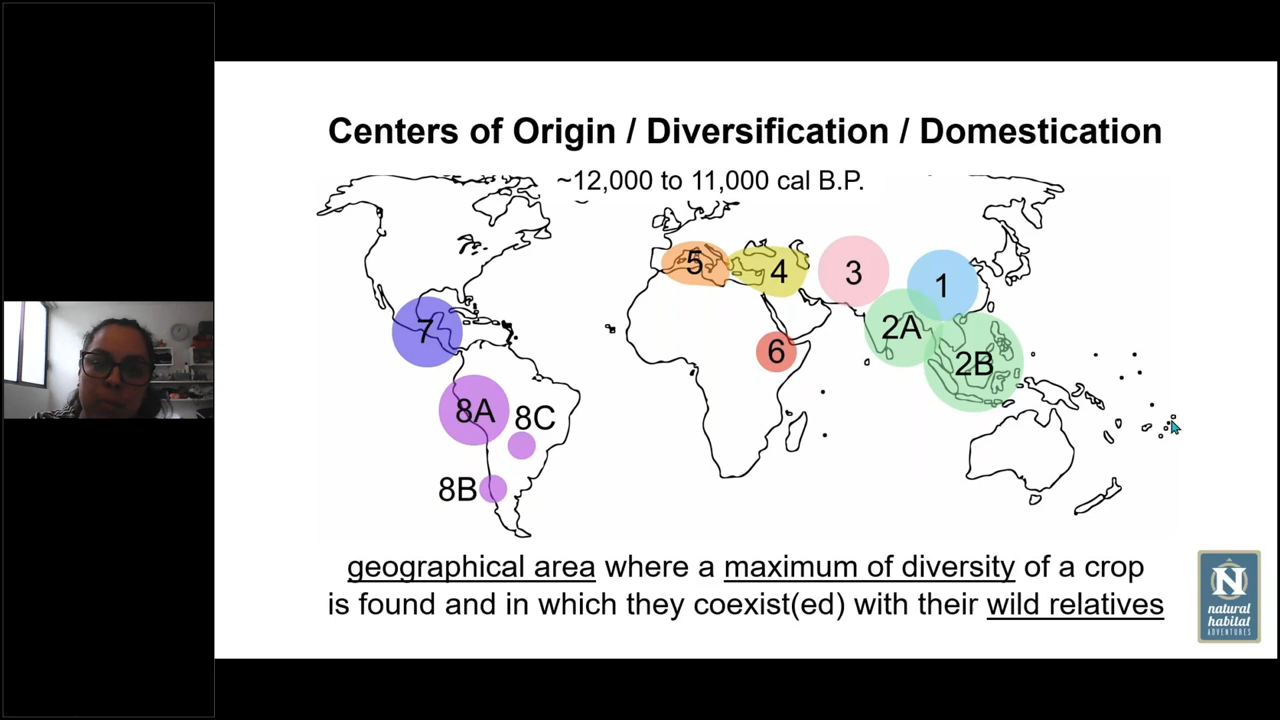 Centers of Origin / Diversification / Domestication
~12,000 to 11,000 cal B.P.
5
4
3
1
2A
7
6
2B
8A
8C
8B
geographical area where a maximum of diversity of a crop
is found and in which they coexist(ed) with their wild relatives
N
natural
habitat
ADVENTURES